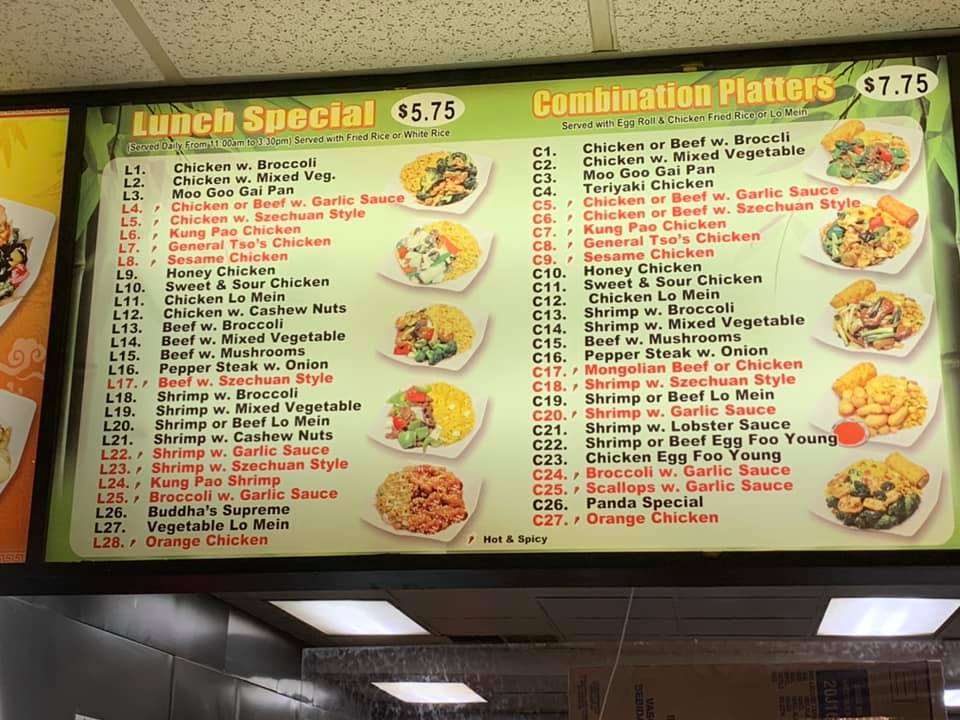 Lunch Special $5.75
(Served Daily From 11:00am to 3:30pm) Served with Fried Rice or White Rice
L1. Chicken w. Broccoli
L2. Chicken w. Mixed Veg.
L3. Moo Goo Gai Pan
L4. Chicken or Beef w. Garlic Sauce
L5. Chicken w. Szechuan Style
L6. Kung Pao Chicken
L7. General Tso's Chicken
L8. Sesame Chicken
L9. Honey Chicken
L10. Sweet & Sour Chicken
L11. Chicken Lo Mein
L12. Chicken w. Cashew Nuts
L13. Beef w. Broccoli
L14. Beef w. Mixed Vegetable
L15. Beef w. Mushrooms
L16. Pepper Steak w. Onion
L17. Beef w. Szechuan Style
L18. Shrimp w. Broccoli
L19. Shrimp w. Mixed Vegetable
L20. Shrimp or Beef Lo Mein
L21. Shrimp w. Cashew Nuts
L22. Shrimp w. Garlic Sauce
L23. Shrimp w. Szechuan Style
L24. Kung Pao Shrimp
L25. Broccoli w. Garlic Sauce
L26. Buddha's Supreme
L27. Vegetable Lo Mein
L28. Orange Chicken
Combination Platters $7.75
Served with Egg Roll & Chicken Fried Rice or Lo Mein
C1. Chicken or Beef w. Broccli
C2. Chicken w. Mixed Vegetable
C3. Moo Goo Gai Pan
C4. Teriyaki Chicken
C5. Chicken or Beef w. Garlic Sauce
C6. Chicken or Beef w. Szechuan Style
C7. Kung Pao Chicken
C8. General Tso's Chicken
C9. Sesame Chicken
C10. Honey Chicken
C11. Sweet & Sour Chicken
C12. Chicken Lo Mein
C13. Shrimp w. Broccoli
C14. Shrimp w. Mixed Vegetable
C15. Beef w. Mushrooms
C16. Pepper Steak w. Onion
C17. Mongolian Beef or Chicken
C18. Shrimp w. Szechuan Style
C19. Shrimp or Beef Lo Mein
C20. Shrimp w. Garlic Sauce
C21. Shrimp w. Lobster Sauce
C22. Shrimp or Beef Egg Foo Young
C23. Chicken Egg Foo Young
C24. Broccoli w. Garlic Sauce
C25. Scallops w. Garlic Sauce
C26. Panda Special
C27. Orange Chicken
Hot & Spicy